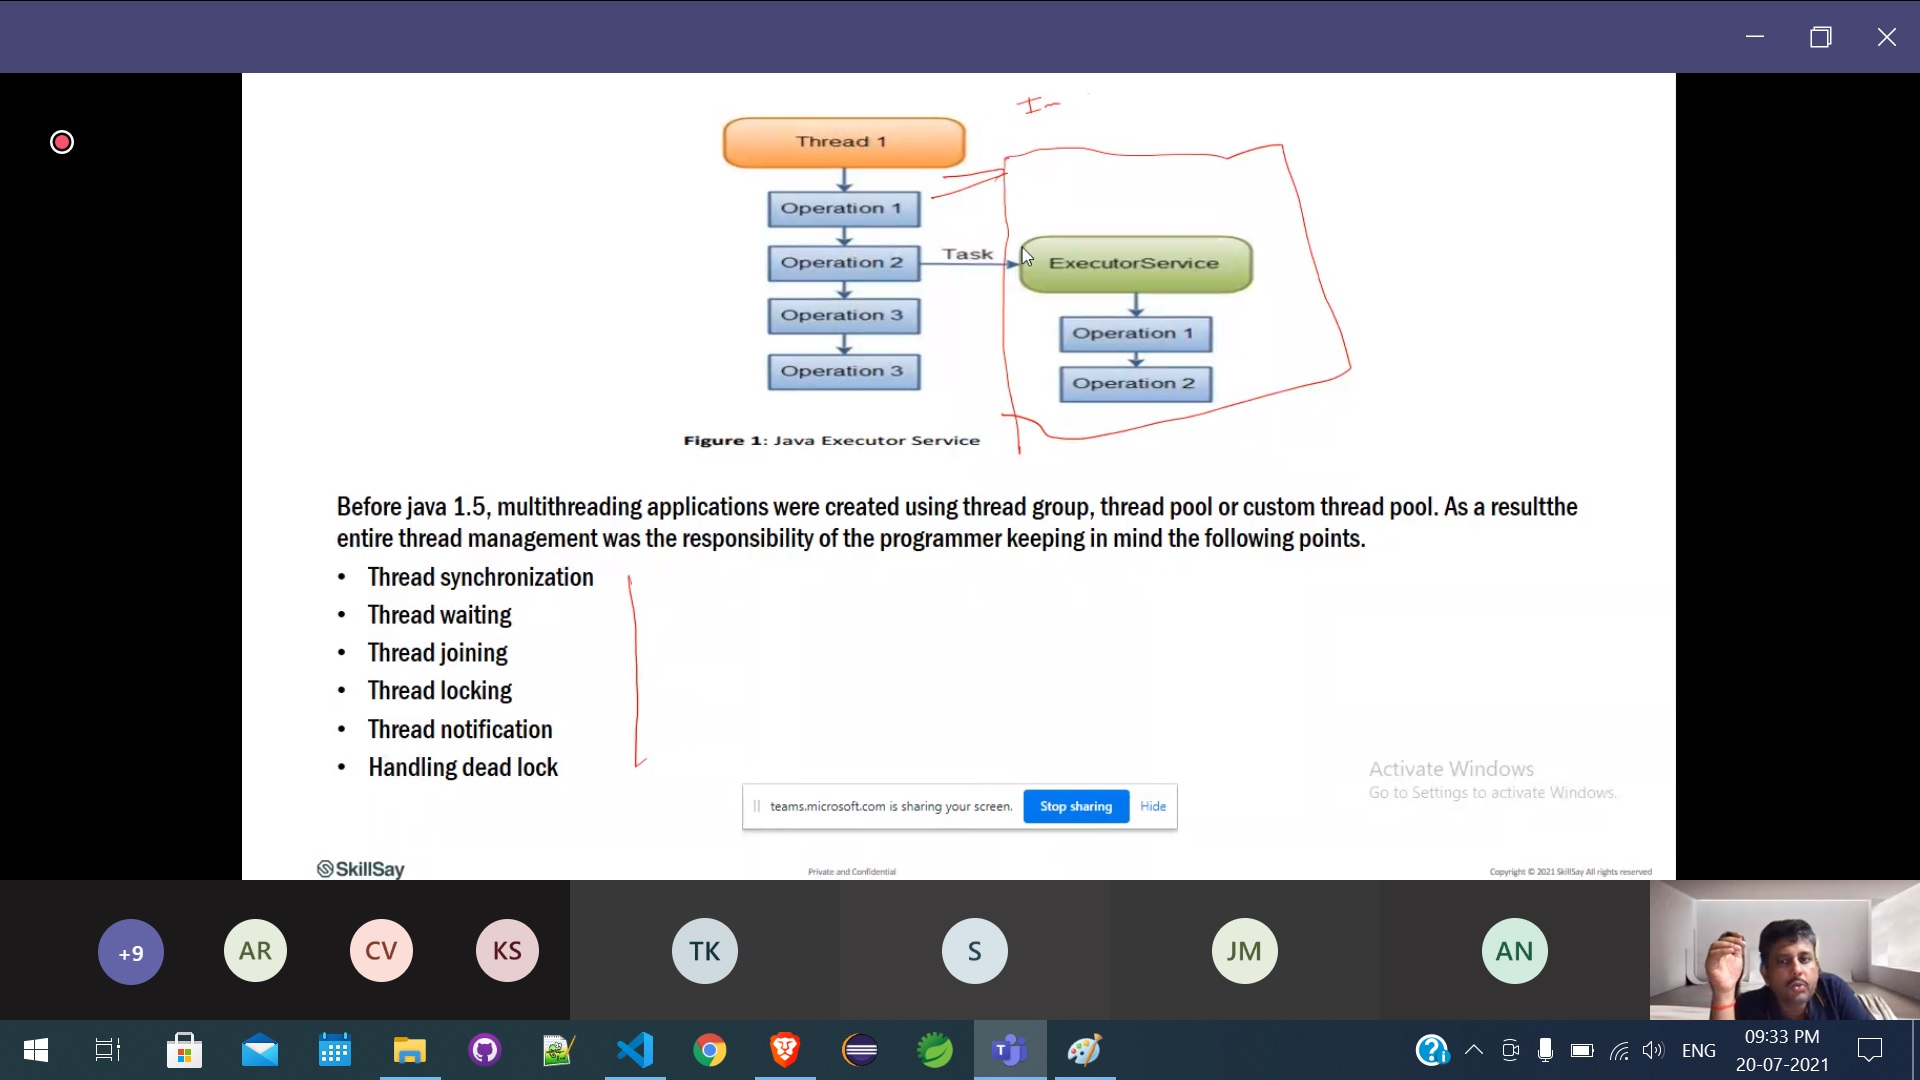 Thread 1
Operation 1
Operation 2
Task
ExecutorService
Operation 3
Operation 1
Operation 3
Operation 2
Figure 1: Java Executor Service
Before java 1.5, multithreading applications were created using thread group, thread pool or custom thread pool. As a resultthe
entire thread management was the responsibility of the programmer keeping in mind the following points.
• Thread synchronization
• Thread waiting
• Thread joining
• Thread locking
• Thread notification
• Handling dead lock
Activate Windows
Go to Settings to activate Windows.
teams.microsoft.com is sharing your screen. Stop sharing Hide
SkillSay
Private and Confidential
Copyright © 2021 SkillSay All rights reserved
+9 AR CV KS TK S JM AN
ENG
09:33 PM
20-07-2021